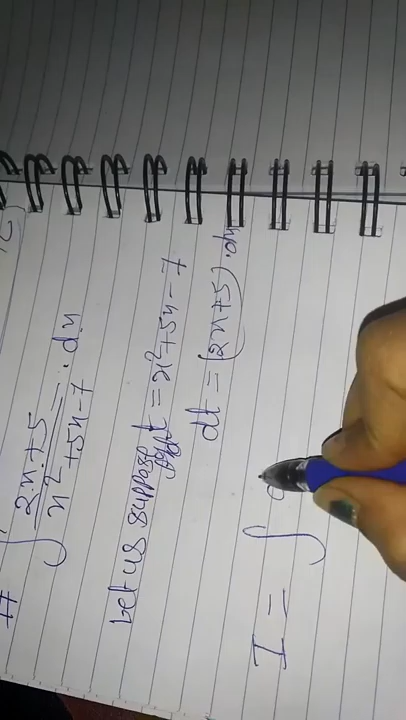 # ∫ 2x+5 / x²+5x-7 . dx
Let us suppose t = x²+5x-7
dt = (2x+5) . dx
I = ∫